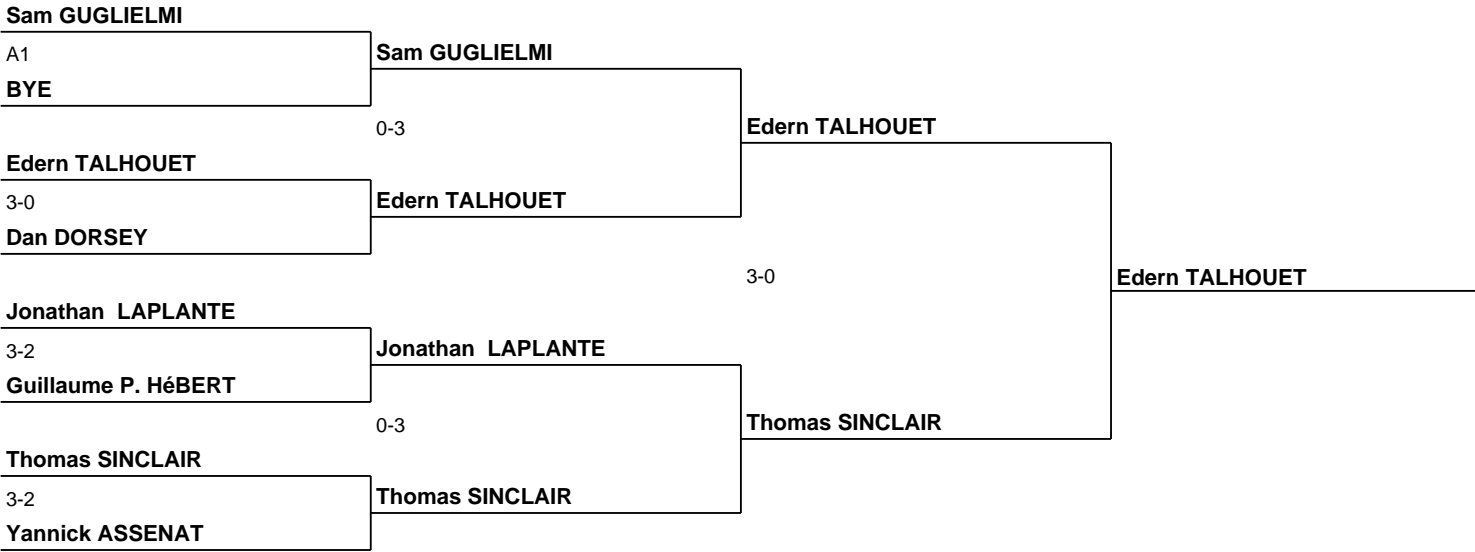 Sam GUGLIELMI
A1
BYE
Sam GUGLIELMI
0-3
Edern TALHOUET
Edern TALHOUET
3-0
Dan DORSEY
Edern TALHOUET
3-0
Edern TALHOUET
Jonathan  LAPLANTE
3-2
Guillaume P. HéBERT
Jonathan  LAPLANTE
0-3
Thomas SINCLAIR
Thomas SINCLAIR
3-2
Yannick ASSENAT
Thomas SINCLAIR